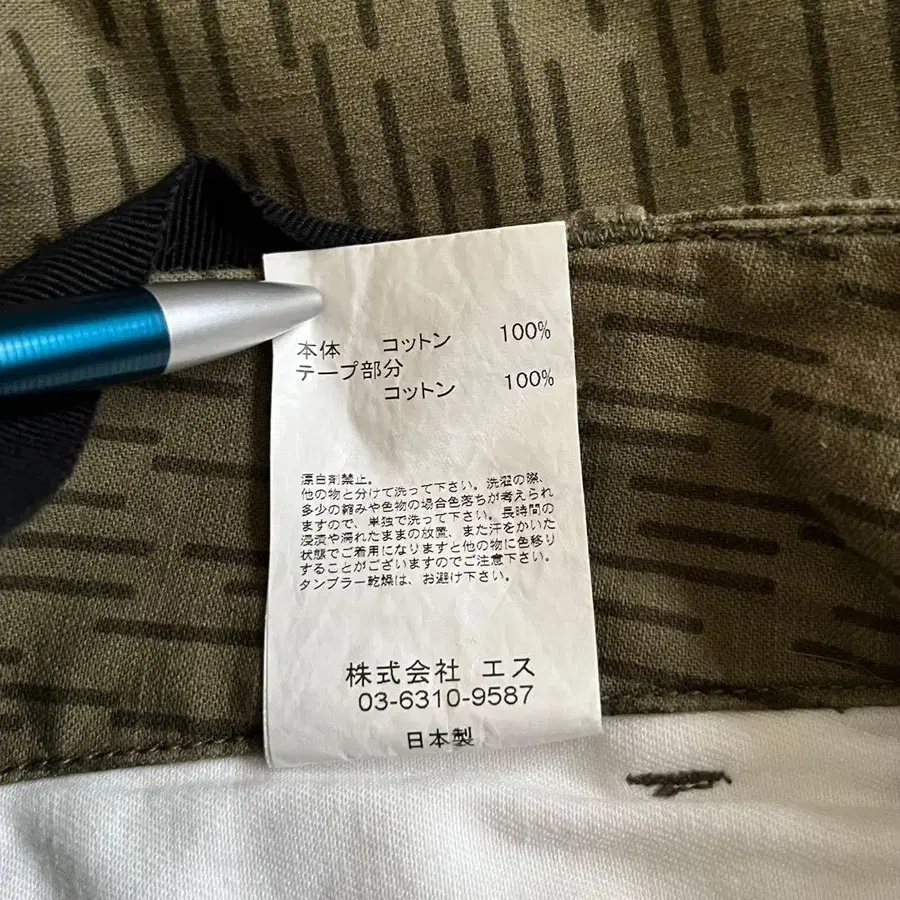 本体 コットン 100%
テープ部分
コットン 100%
漂白剤禁止。
他の物と分けて洗って下さい。洗濯の際、
多少の縮みや色物の場合色落ちが考えられ
ますので、単独で洗って下さい。長時間の
浸漬や濡れたままの放置、また汗をかいた
状態でご着用になりますと他の物に色移り
することがございますのでご注意下さい。
タンブラー乾燥は、お避け下さい。
株式会社 エス
03-6310-9587
日本製